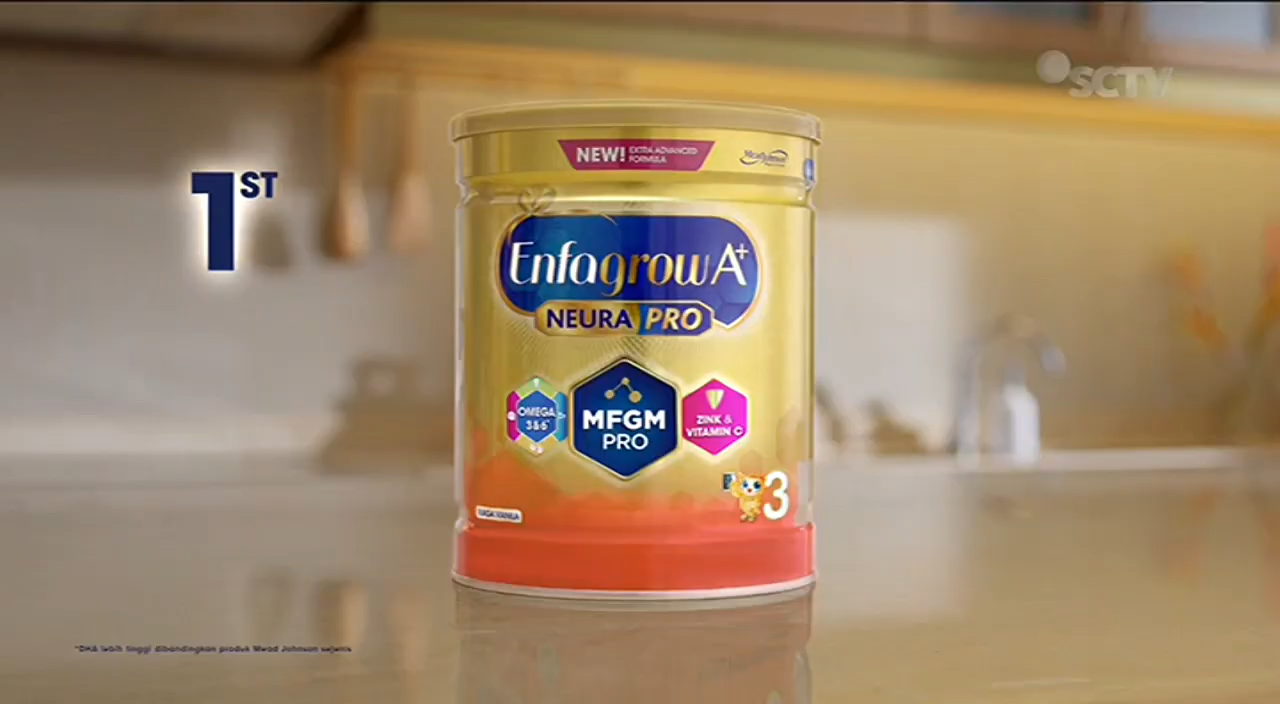 SCTV
1ST
NEW! EXTRA ADVANCED
FORMULA
MeadJohnson
Enfagrow A+
NEURA PRO
OMEGA
3&6*
MFGM
PRO
ZINK &
VITAMIN C
3
RASA VANILA
*DHA lebih tinggi dibandingkan produk Mead Johnson sejenis